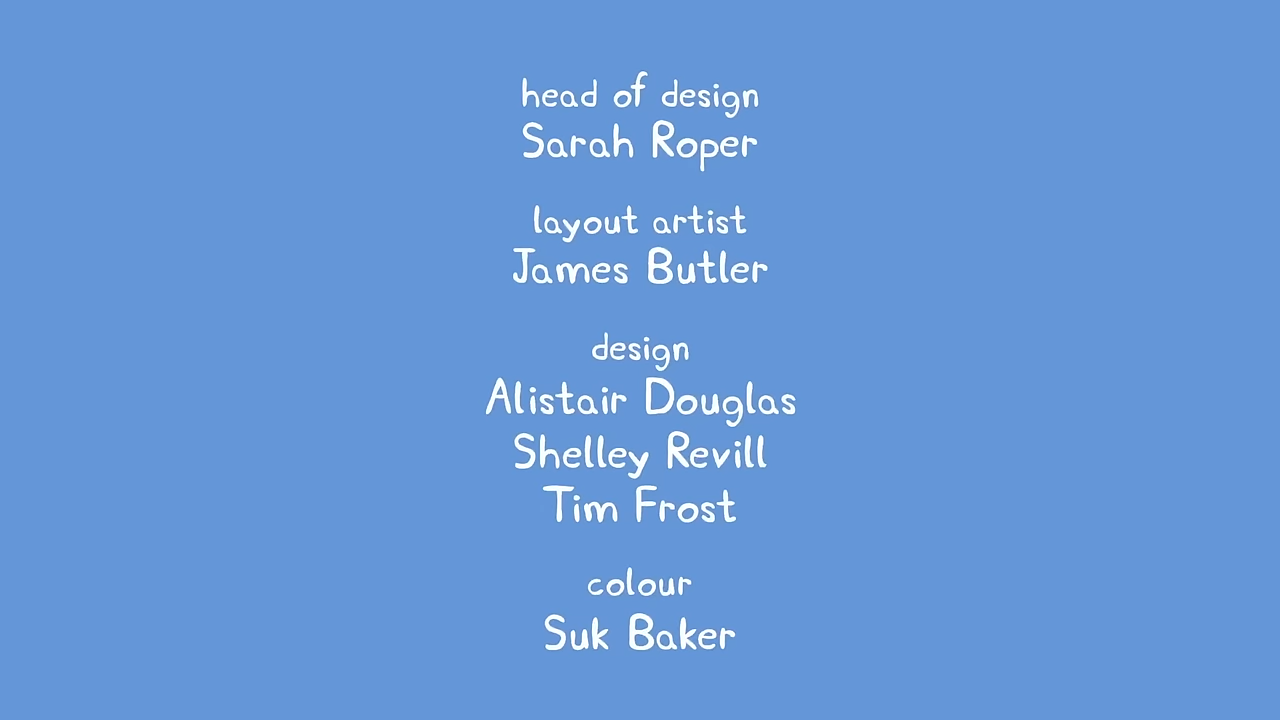 head of design
Sarah Roper
layout artist
James Butler
design
Alistair Douglas
Shelley Revill
Tim Frost
colour
Suk Baker